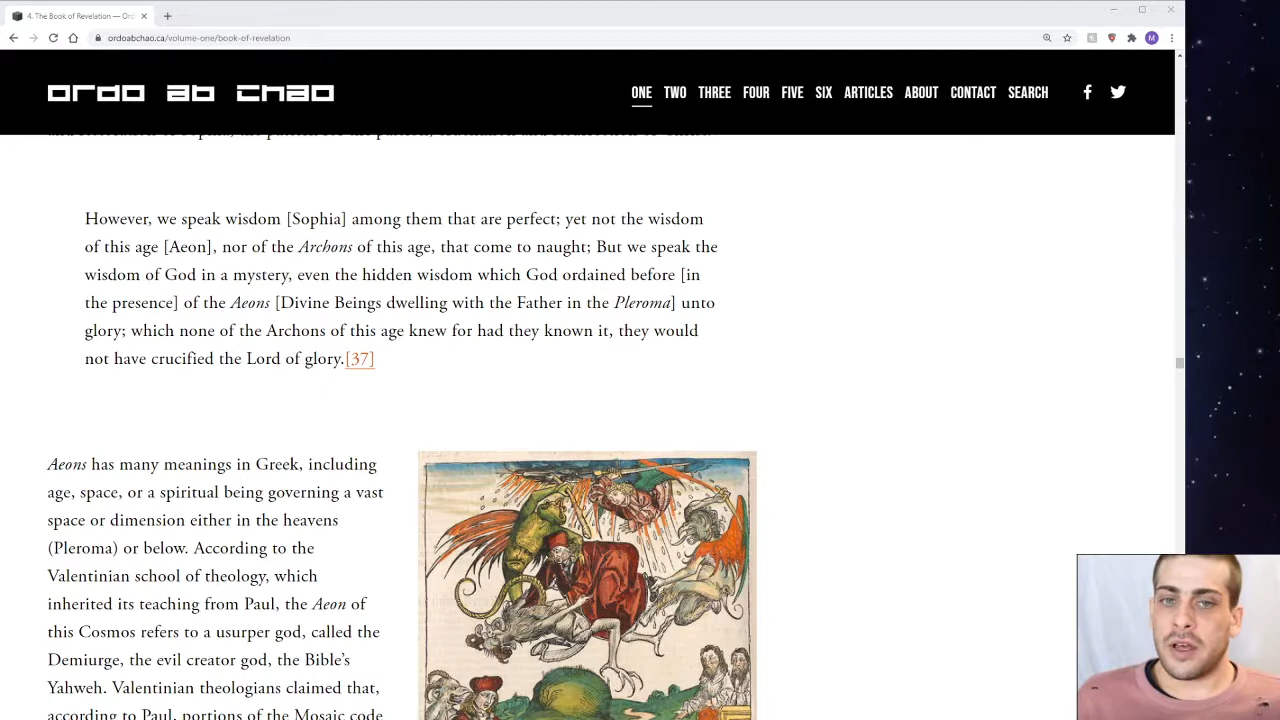 4. The Book of Revelation — Ord
ordoabchao.ca/volume-one/book-of-revelation
M
ordo ab chao
ONE TWO THREE FOUR FIVE SIX ARTICLES ABOUT CONTACT SEARCH
However, we speak wisdom [Sophia] among them that are perfect; yet not the wisdom
of this age [Aeon], nor of the Archons of this age, that come to naught; But we speak the
wisdom of God in a mystery, even the hidden wisdom which God ordained before [in
the presence] of the Aeons [Divine Beings dwelling with the Father in the Pleroma] unto
glory; which none of the Archons of this age knew for had they known it, they would
not have crucified the Lord of glory.[37]
Aeons has many meanings in Greek, including
age, space, or a spiritual being governing a vast
space or dimension either in the heavens
(Pleroma) or below. According to the
Valentinian school of theology, which
inherited its teaching from Paul, the Aeon of
this Cosmos refers to a usurper god, called the
Demiurge, the evil creator god, the Bible's
Yahweh. Valentinian theologians claimed that,
according to Paul, portions of the Mosaic code